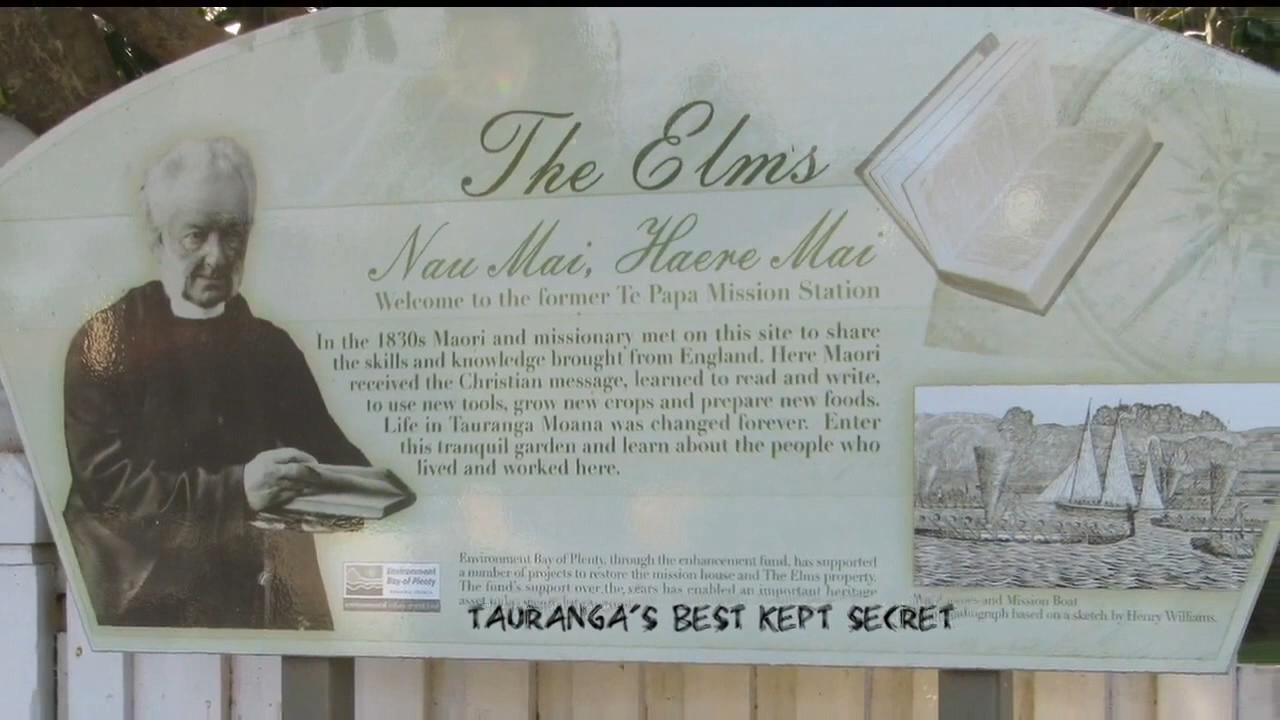 The Elms
Nau Mai, Haere Mai
Welcome to the former Te Papa Mission Station
In the 1830s Maori and missionary met on this site to share
the skills and knowledge brought from England. Here Maori
received the Christian message, learned to read and write,
to use new tools, grow new crops and prepare new foods.
Life in Tauranga Moana was changed forever. Enter
this tranquil garden and learn about the people who
lived and worked here.
Environment
Bay of Plenty
Environment Bay of Plenty, through the enhancement fund, has supported
a number of projects to restore the mission house and The Elms property.
The fund's support over the years has enabled an important heritage
asset
TAURANGA'S BEST KEPT SECRET
and Mission Boat
based on a sketch by Henry Williams.